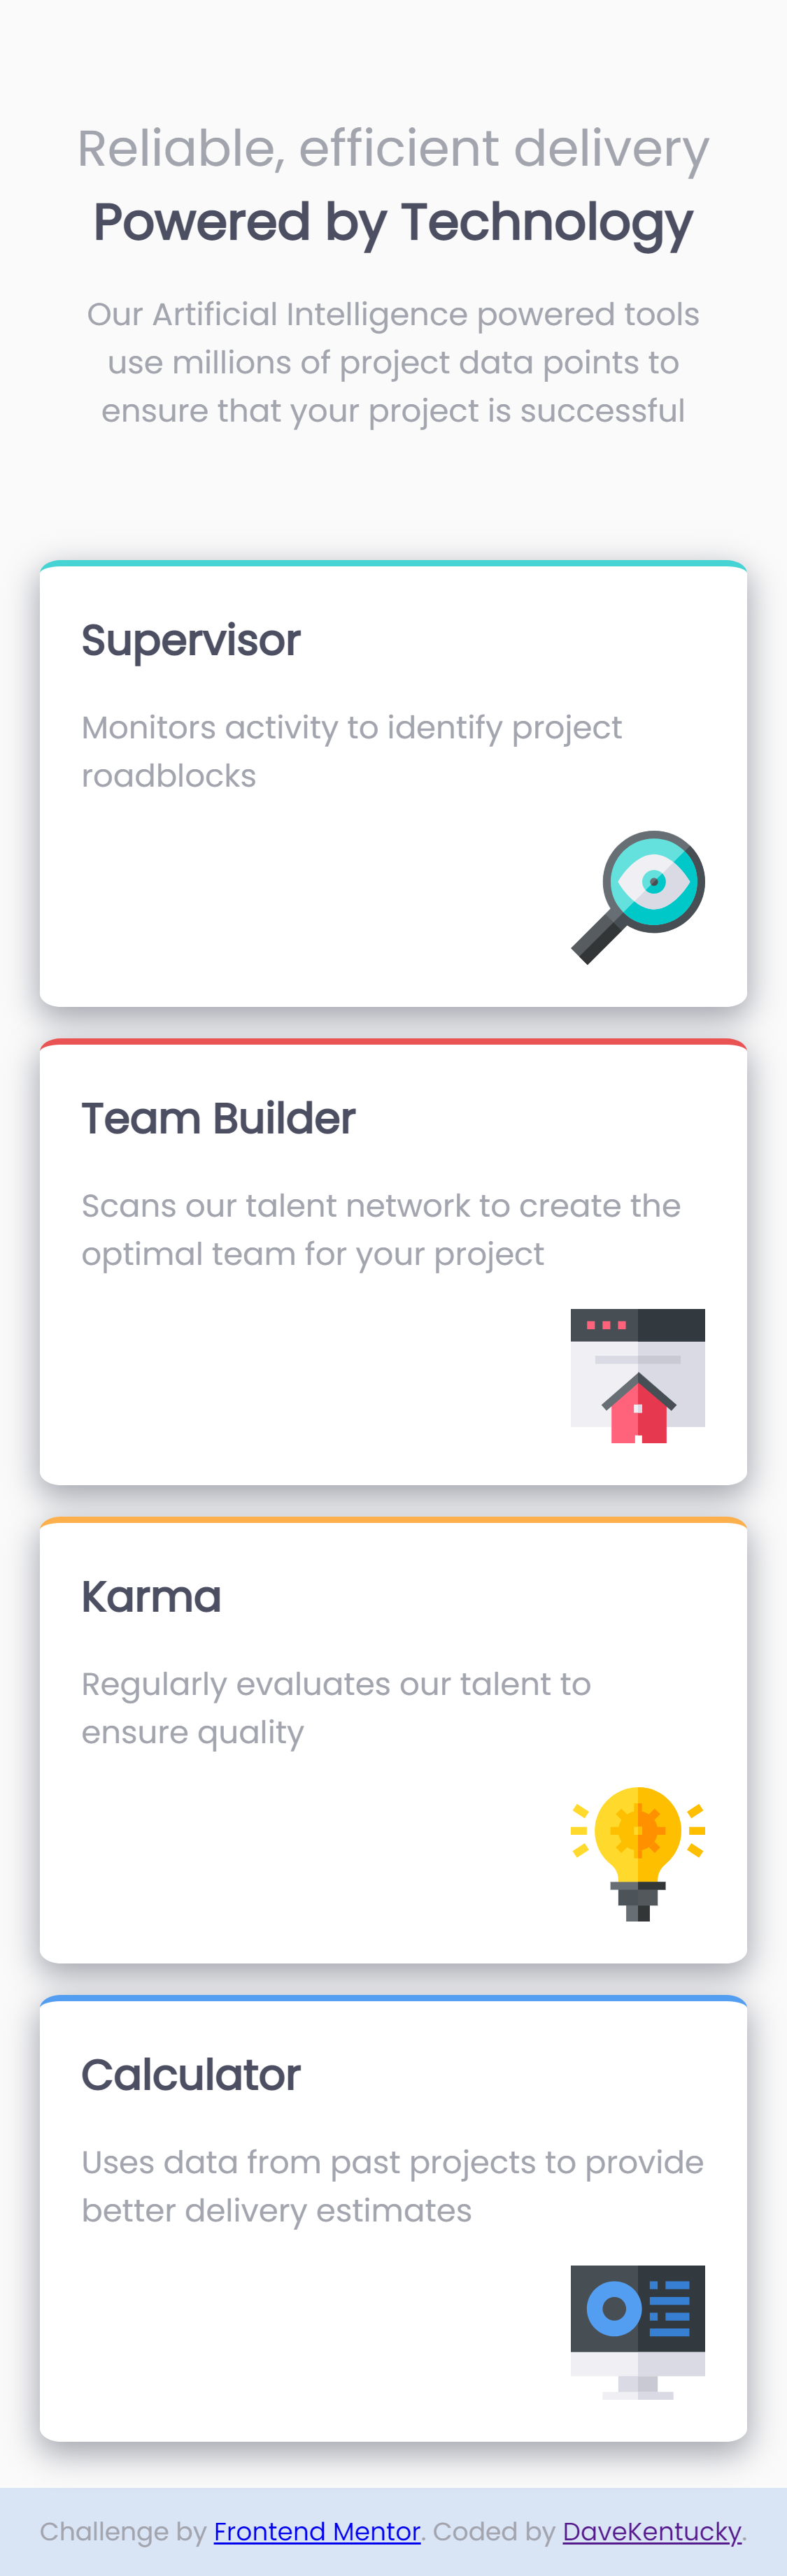 Reliable, efficient delivery
Powered by Technology
Our Artificial Intelligence powered tools
use millions of project data points to
ensure that your project is successful
Supervisor
Monitors activity to identify project
roadblocks
Team Builder
Scans our talent network to create the
optimal team for your project
Karma
Regularly evaluates our talent to
ensure quality
Calculator
Uses data from past projects to provide
better delivery estimates
Challenge by Frontend Mentor. Coded by DaveKentucky.